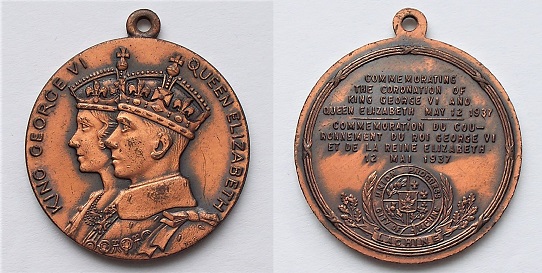 KING GEORGE VI
QUEEN ELIZABETH
COMMEMORATING
THE CORONATION OF
KING GEORGE VI AND
QUEEN ELIZABETH MAY 12 1937
COMMEMORATION DU COU-
RONNEMENT DU ROI GEORGE VI
ET DE LA REINE ELIZABETH
12 MAI 1937